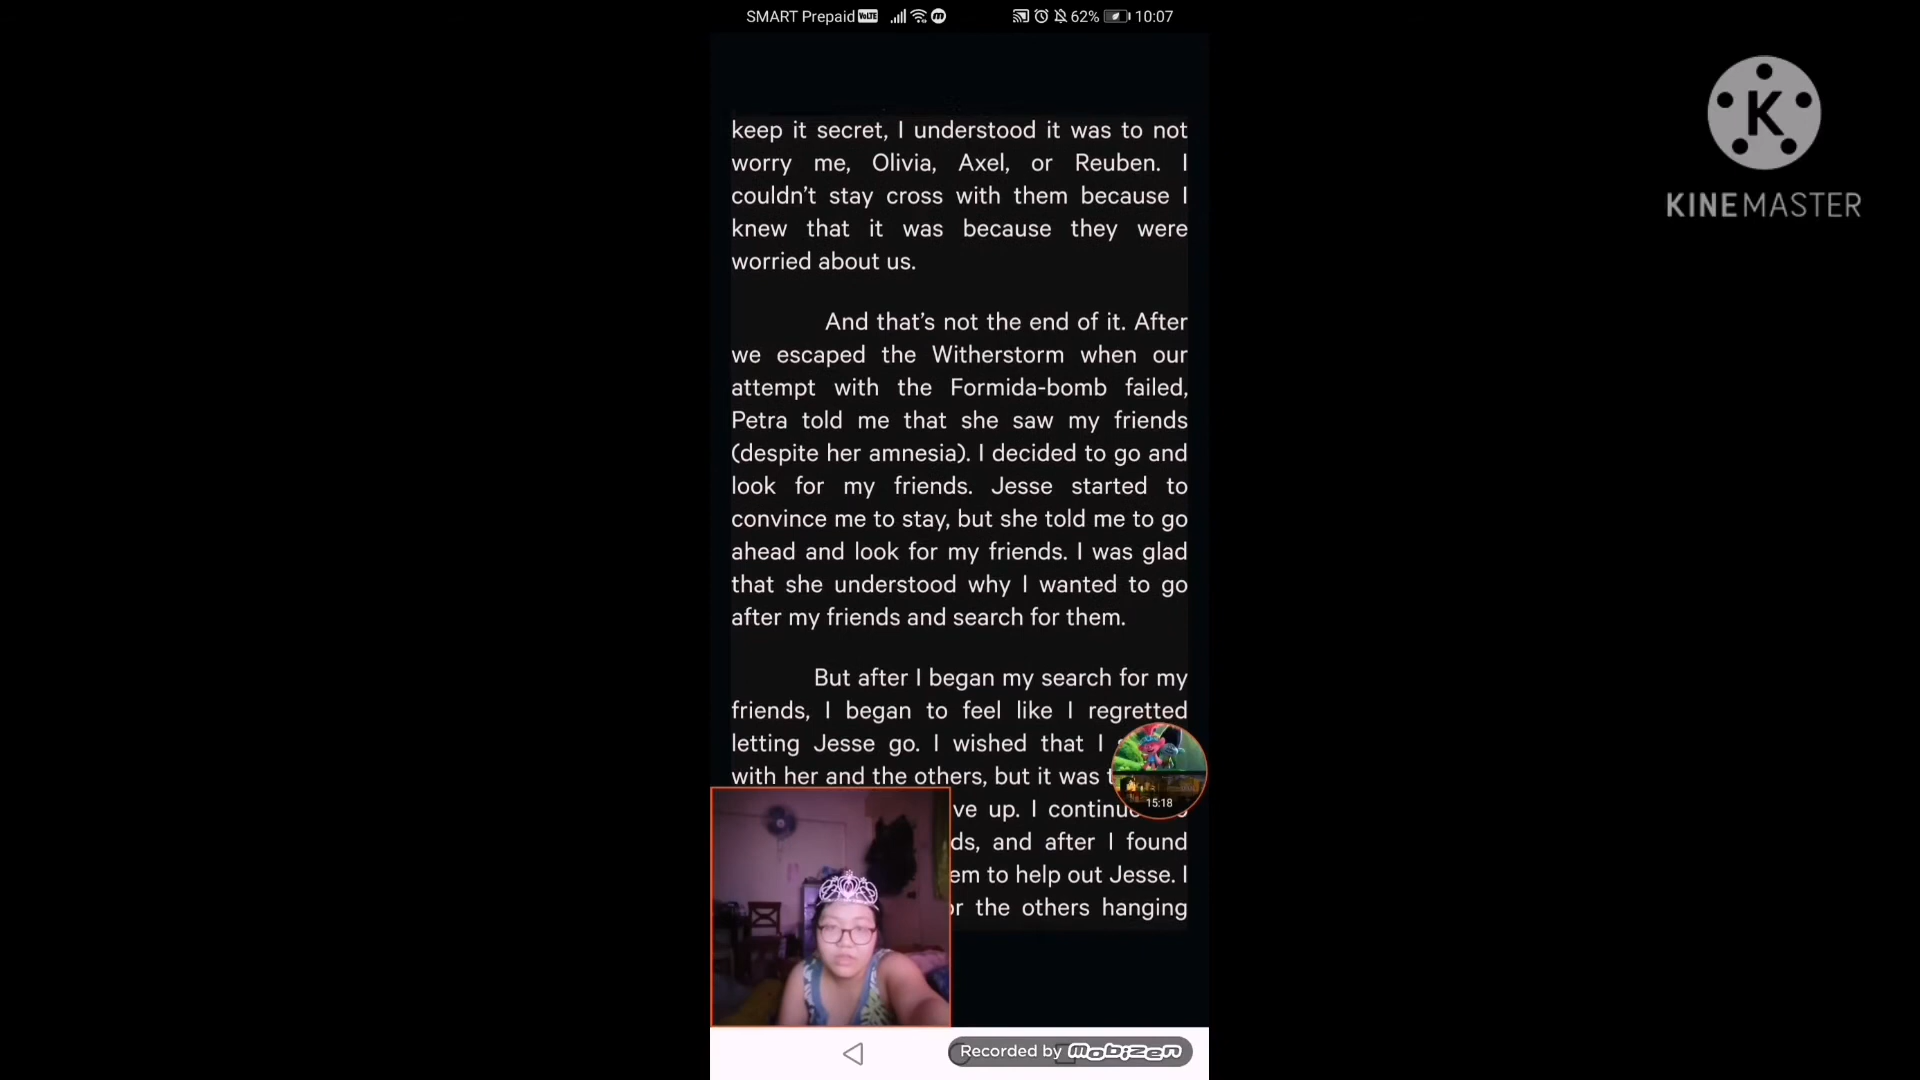 SMART Prepaid VoLTE 62% 10:07
keep it secret, I understood it was to not
worry me, Olivia, Axel, or Reuben. I
couldn't stay cross with them because I
knew that it was because they were
worried about us.
And that's not the end of it. After
we escaped the Witherstorm when our
attempt with the Formida-bomb failed,
Petra told me that she saw my friends
(despite her amnesia). I decided to go and
look for my friends. Jesse started to
convince me to stay, but she told me to go
ahead and look for my friends. I was glad
that she understood why I wanted to go
after my friends and search for them.
But after I began my search for my
friends, I began to feel like I regretted
letting Jesse go. I wished that I
with her and the others, but it was
ve up. I continu
ds, and after I found
em to help out Jesse. I
r the others hanging
15:18
Recorded by mobizen
K
KINEMASTER